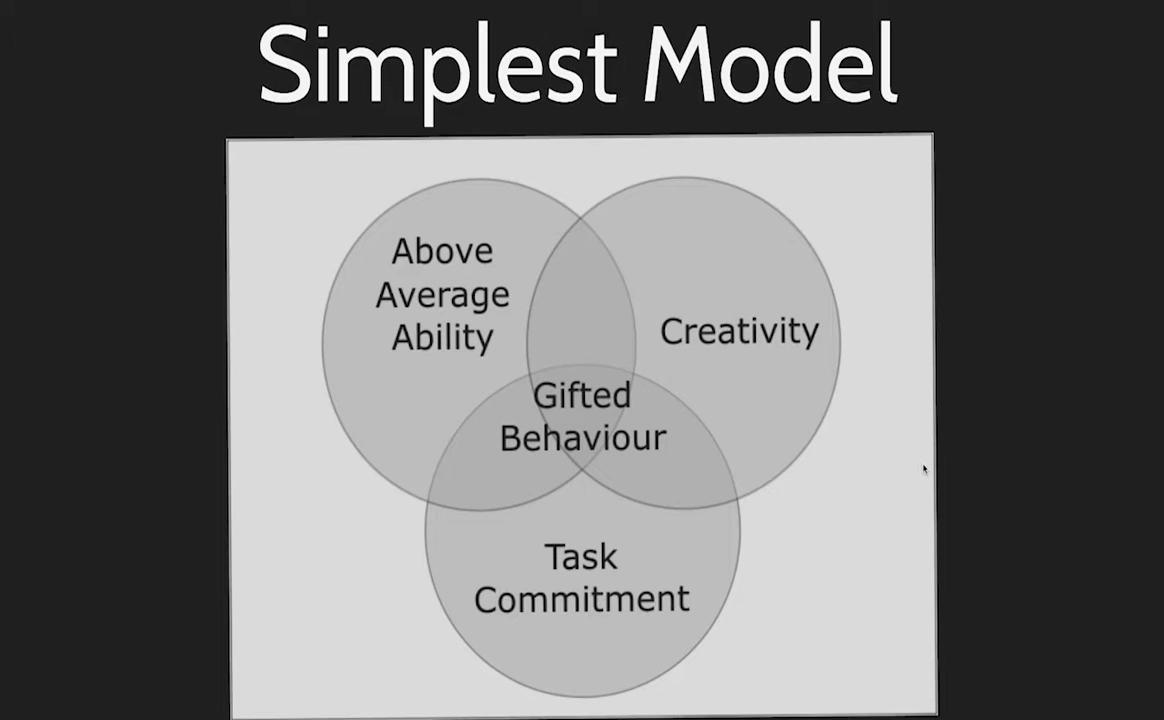 Simplest Model
Above
Average
Ability
Creativity
Gifted
Behaviour
Task
Commitment